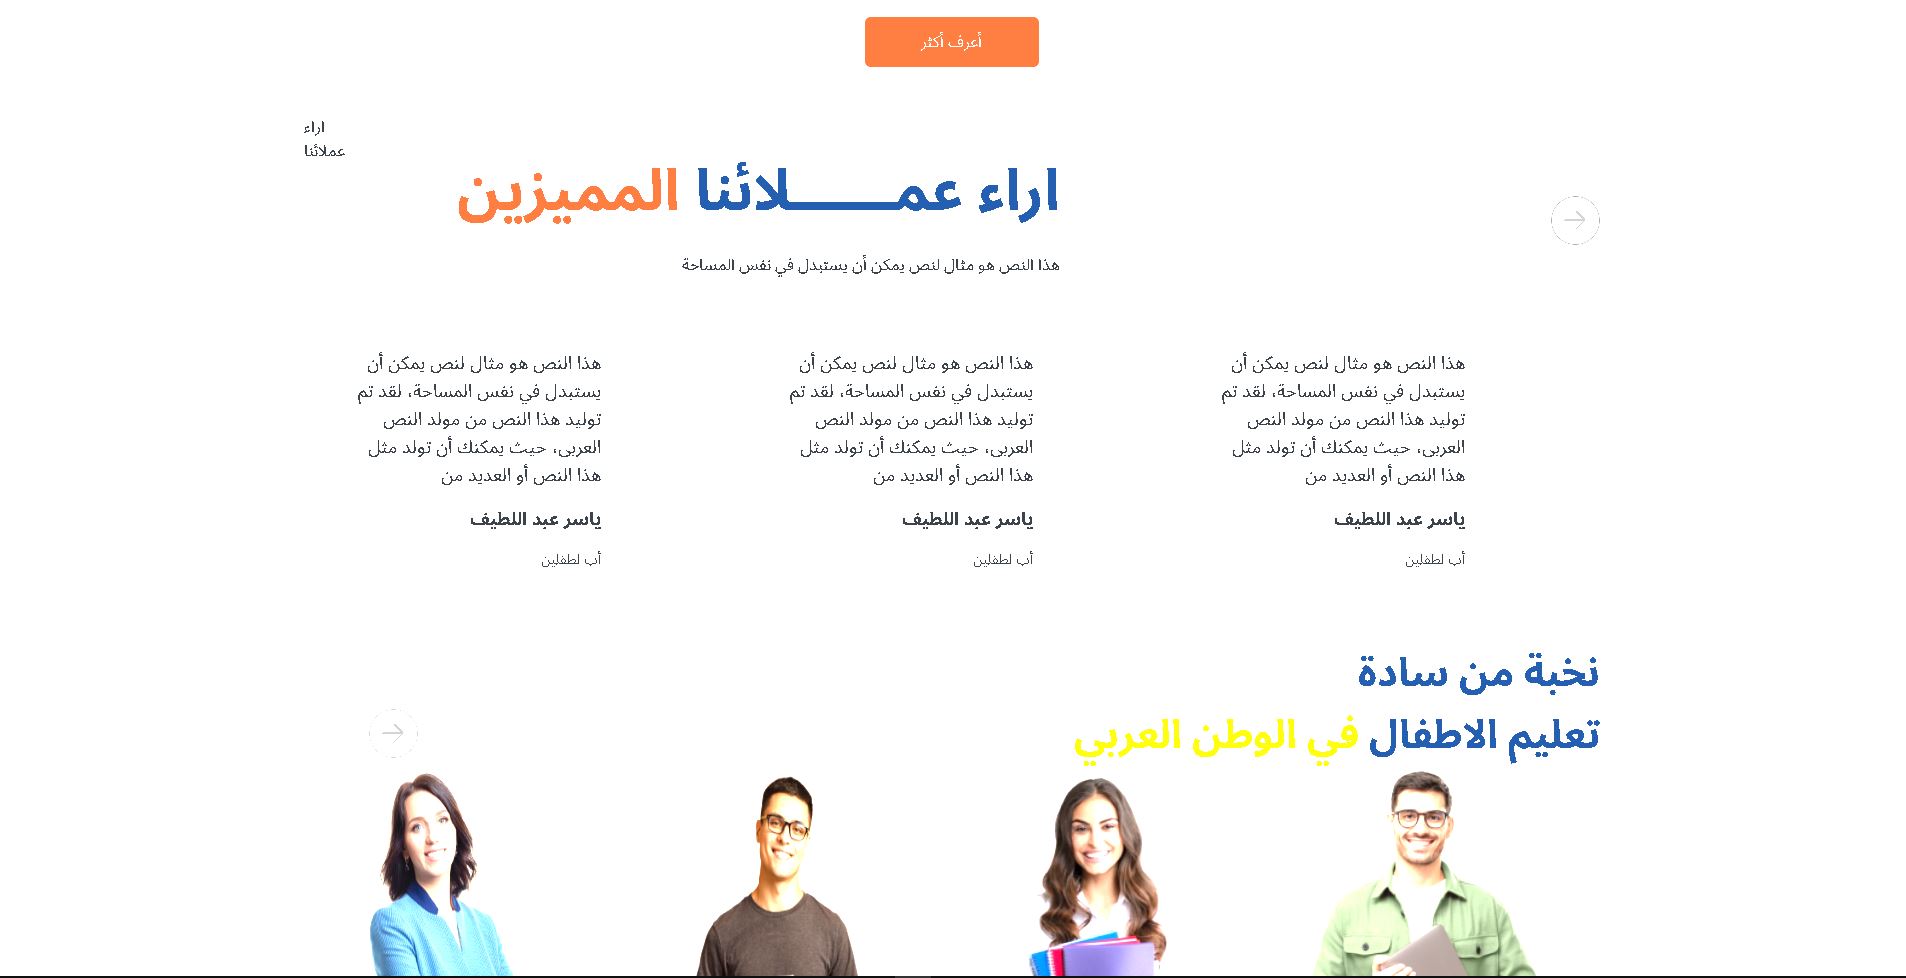 أعرف أكثر
اراء
عملائنا
اراء عمـــــلائنا المميزين
هذا النص هو مثال لنص يمكن أن يستبدل في نفس المساحة
هذا النص هو مثال لنص يمكن أن
يستبدل في نفس المساحة، لقد تم
توليد هذا النص من مولد النص
العربى، حيث يمكنك أن تولد مثل
هذا النص أو العديد من
ياسر عبد اللطيف
أب لطفلين
هذا النص هو مثال لنص يمكن أن
يستبدل في نفس المساحة، لقد تم
توليد هذا النص من مولد النص
العربى، حيث يمكنك أن تولد مثل
هذا النص أو العديد من
ياسر عبد اللطيف
أب لطفلين
هذا النص هو مثال لنص يمكن أن
يستبدل في نفس المساحة، لقد تم
توليد هذا النص من مولد النص
العربى، حيث يمكنك أن تولد مثل
هذا النص أو العديد من
ياسر عبد اللطيف
أب لطفلين
نخبة من سادة
تعليم الاطفال في الوطن العربي